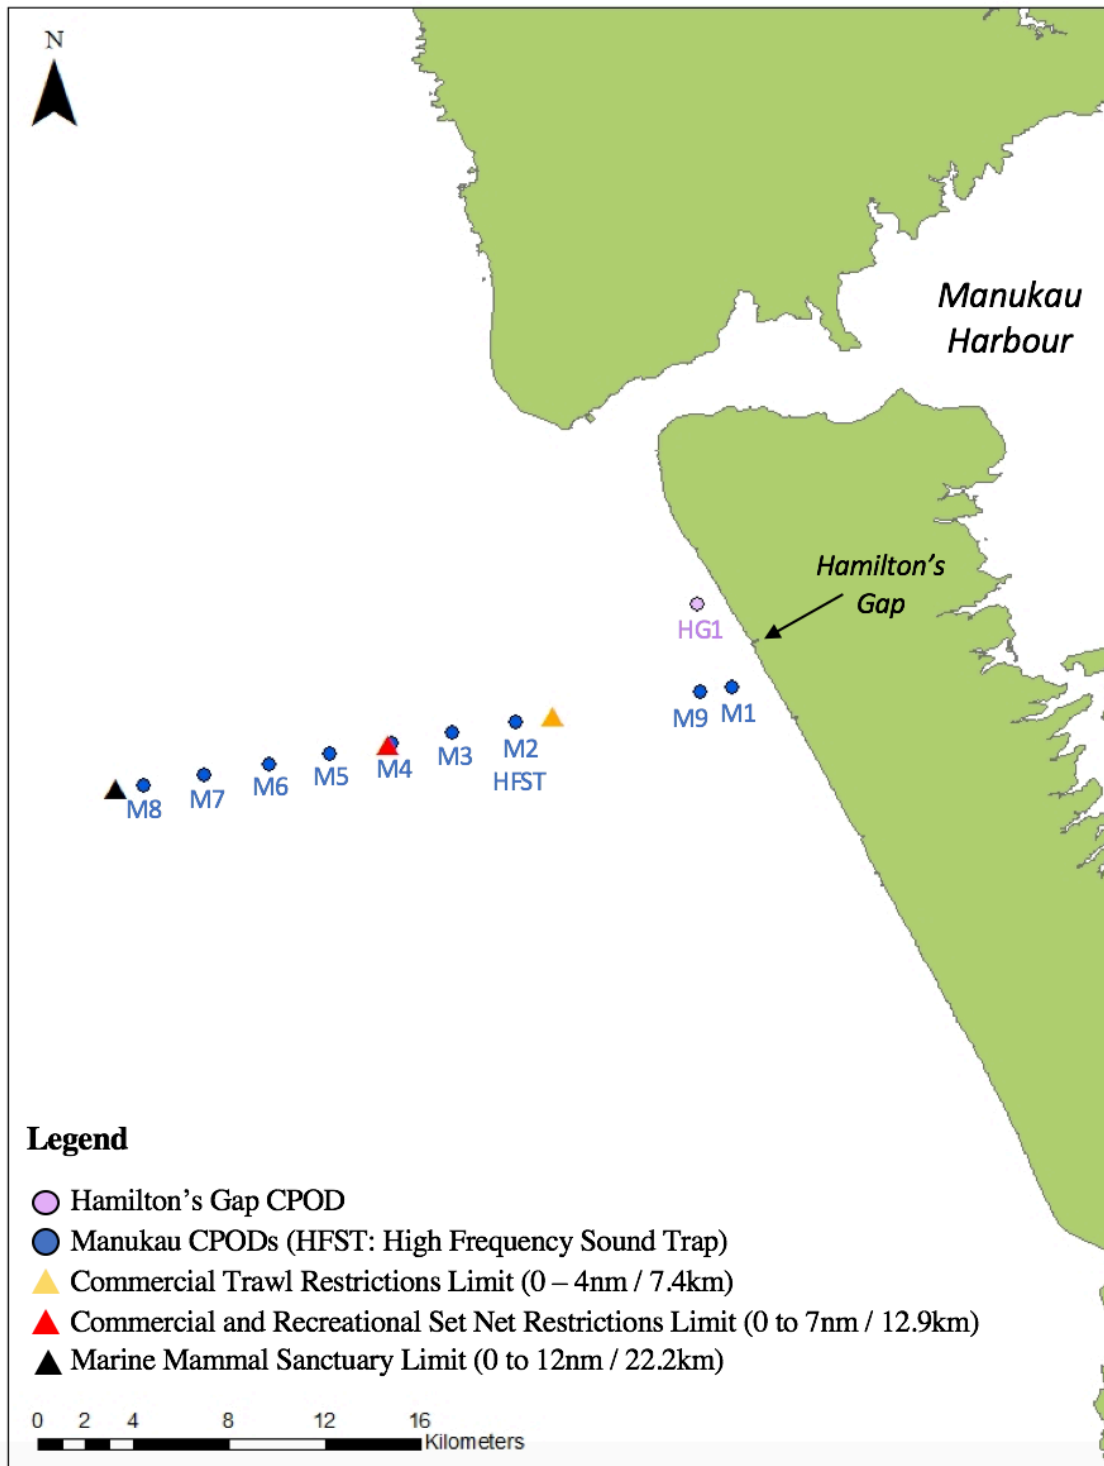 N
Manukau
Harbour
Hamilton's
Gap
HG1
M9
M1
M2
HFST
M3
M4
M5
M6
M7
M8
Legend
Hamilton's Gap CPOD
Manukau CPODs (HFST: High Frequency Sound Trap)
Commercial Trawl Restrictions Limit (0 – 4nm / 7.4km)
Commercial and Recreational Set Net Restrictions Limit (0 to 7nm / 12.9km)
Marine Mammal Sanctuary Limit (0 to 12nm / 22.2km)
0 2 4 8 12 16
Kilometers